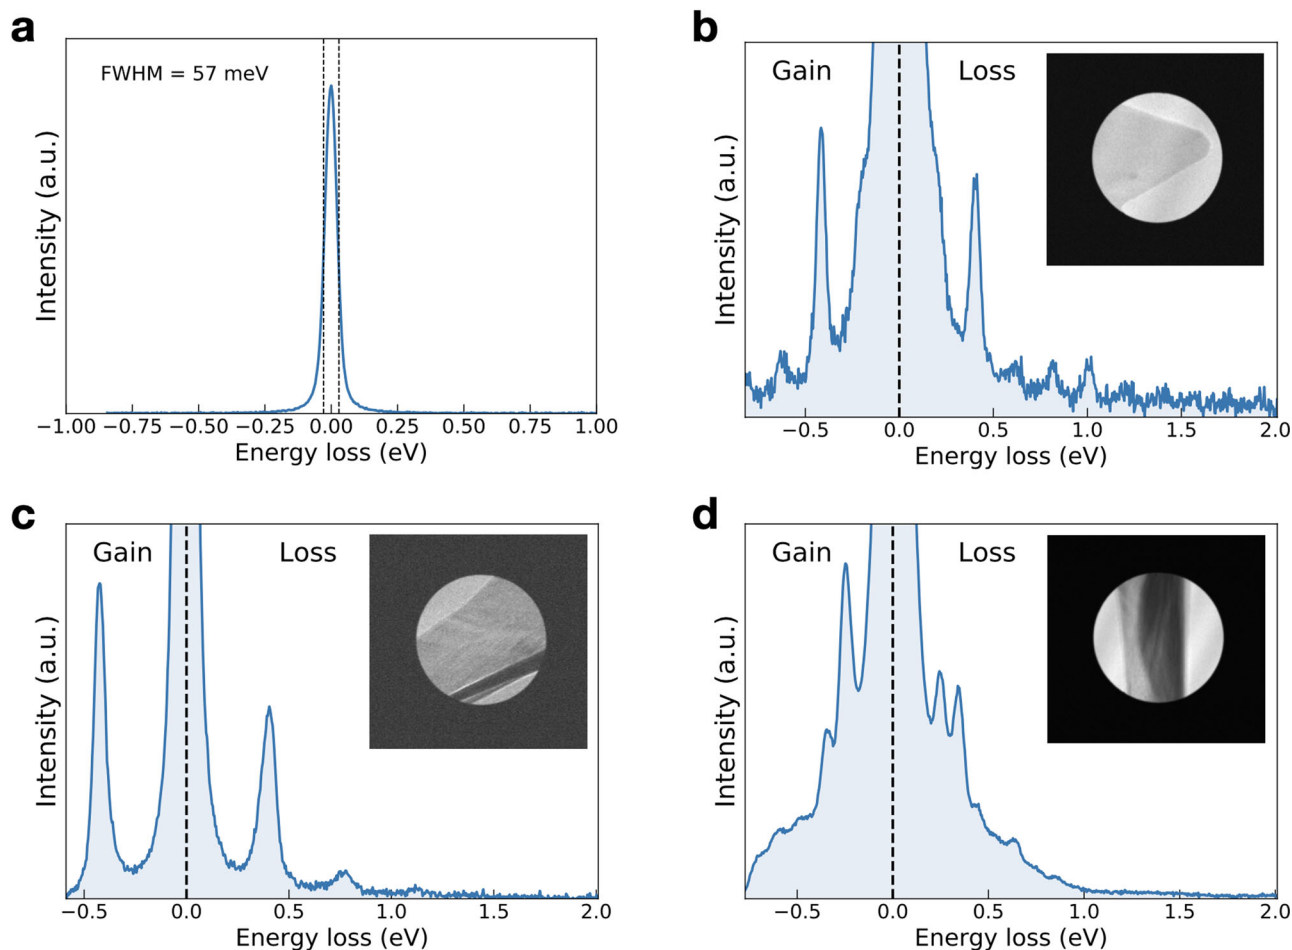 a
FWHM = 57 meV
Intensity (a.u.)
−1.00 −0.75 −0.50 −0.25 0.00 0.25 0.50 0.75 1.00
Energy loss (eV)
b
Gain Loss
Intensity (a.u.)
−0.5 0.0 0.5 1.0 1.5 2.0
Energy loss (eV)
c
Gain Loss
Intensity (a.u.)
−0.5 0.0 0.5 1.0 1.5 2.0
Energy loss (eV)
d
Gain Loss
Intensity (a.u.)
−0.5 0.0 0.5 1.0 1.5 2.0
Energy loss (eV)